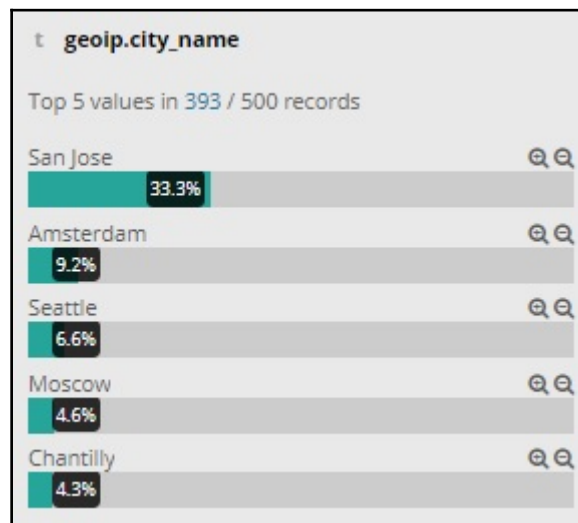 t geoip.city_name
Top 5 values in 393 / 500 records
San Jose
33.3%
Amsterdam
9.2%
Seattle
6.6%
Moscow
4.6%
Chantilly
4.3%